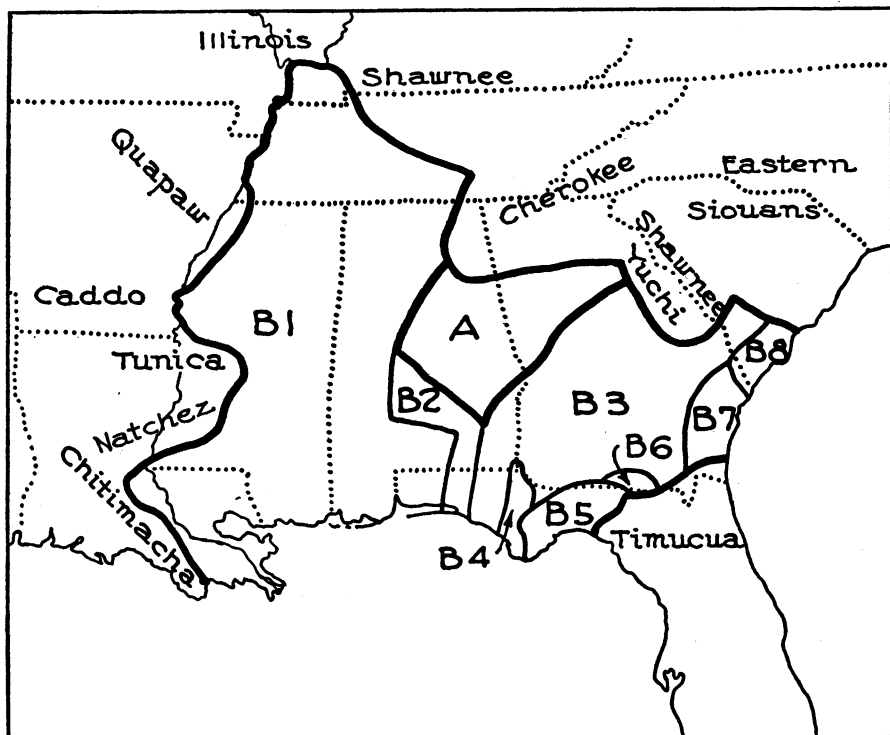 Illinois
Shawnee
Quapaw
Cherokee
Eastern
Siouans
Shawnee
Yuchi
Caddo
B1
A
Tunica
B8
B2
B3
B7
Natchez
B6
Chitimacha
B5
Timucua
B4